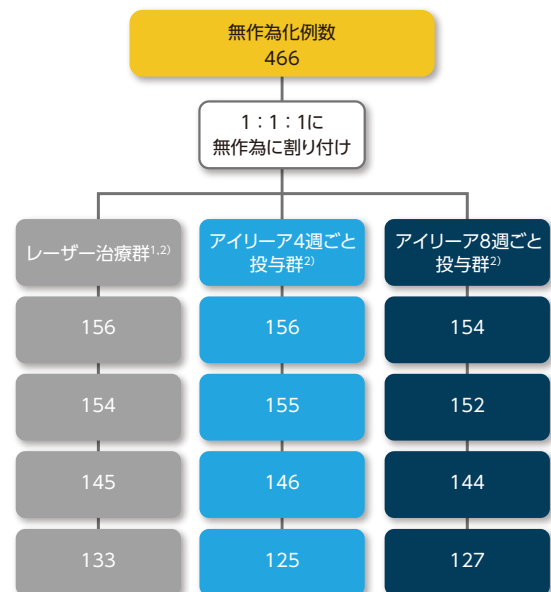 無作為化例数
466
1：1：1に
無作為に割り付け
レーザー治療群1,2)
アイリーア4週ごと
投与群2)
アイリーア8週ごと
投与群2)
156
156
154
154
155
152
145
146
144
133
125
127